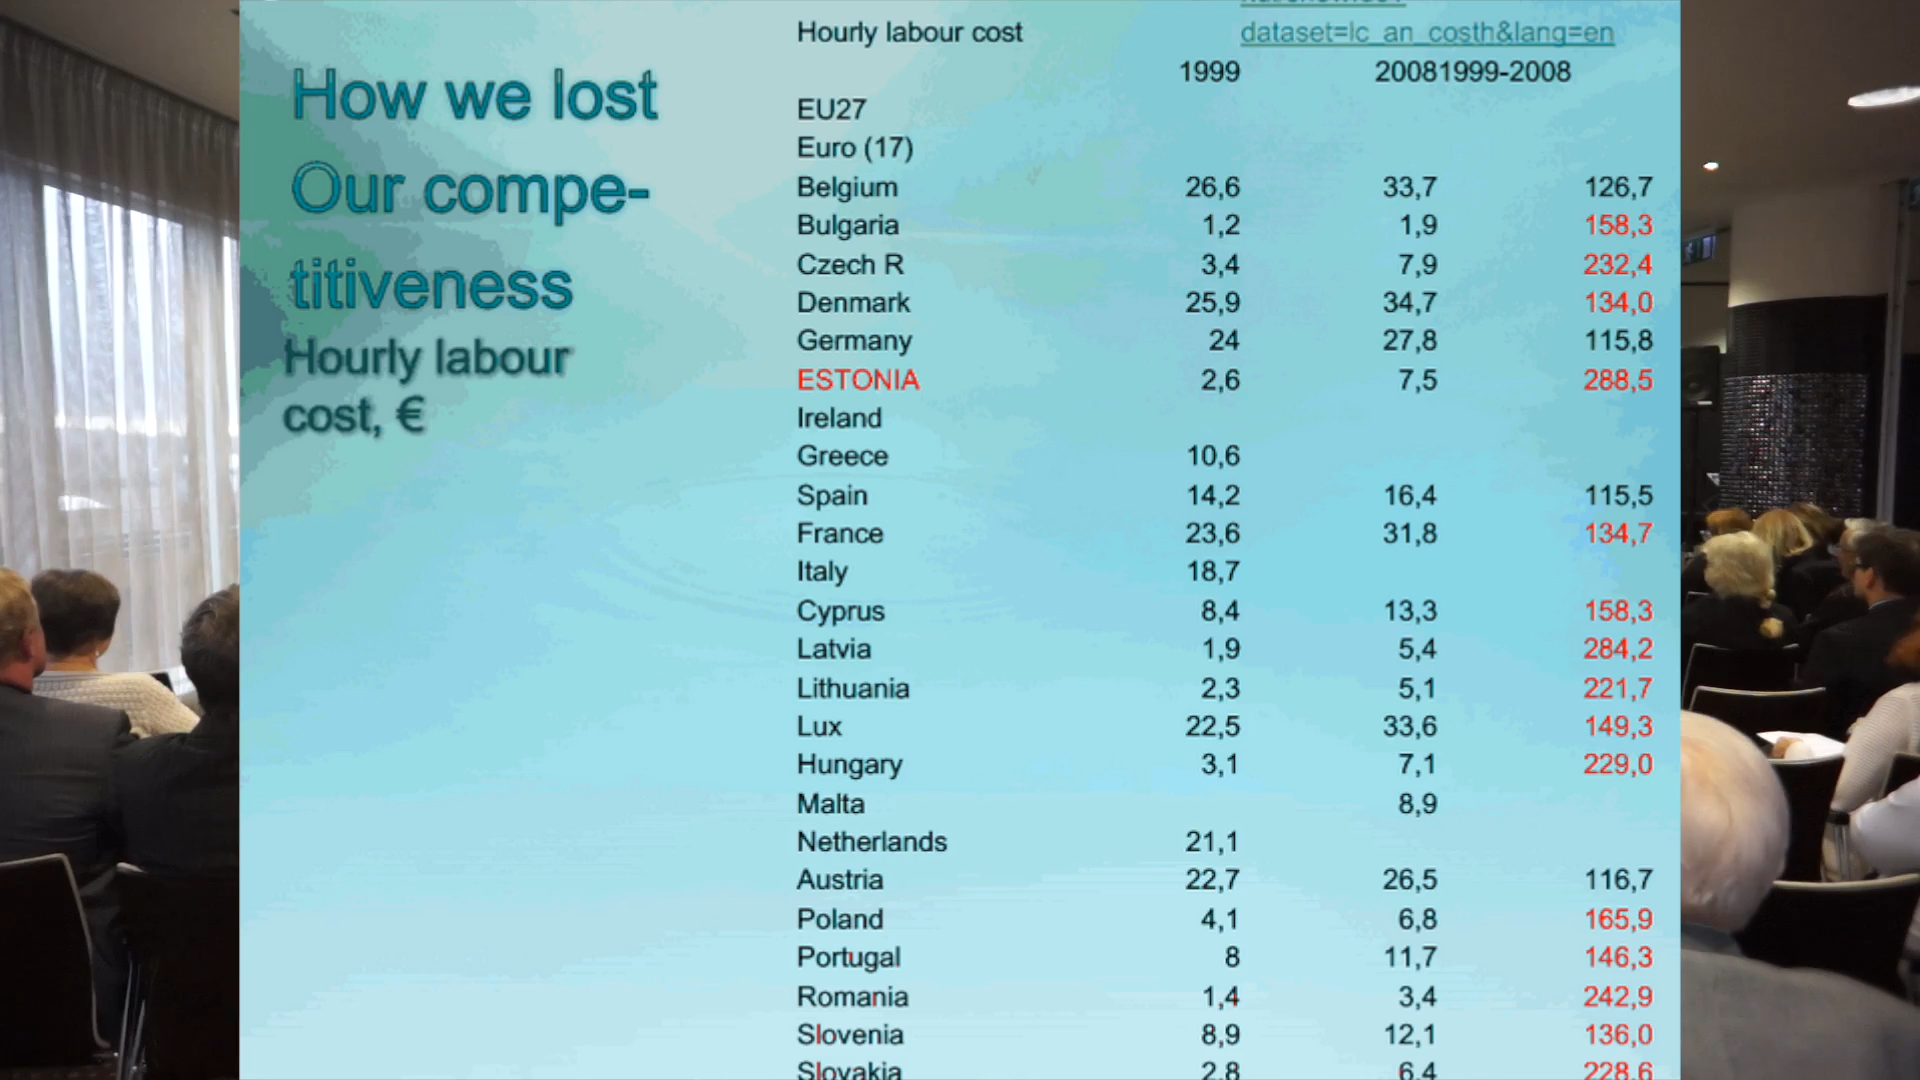 How we lost
Our compe-
titiveness
Hourly labour
cost, €
Hourly labour cost dataset=lc_an_costh&lang=en
1999 20081999-2008
EU27
Euro (17)
Belgium 26,6 33,7 126,7
Bulgaria 1,2 1,9 158,3
Czech R 3,4 7,9 232,4
Denmark 25,9 34,7 134,0
Germany 24 27,8 115,8
ESTONIA 2,6 7,5 288,5
Ireland
Greece 10,6
Spain 14,2 16,4 115,5
France 23,6 31,8 134,7
Italy 18,7
Cyprus 8,4 13,3 158,3
Latvia 1,9 5,4 284,2
Lithuania 2,3 5,1 221,7
Lux 22,5 33,6 149,3
Hungary 3,1 7,1 229,0
Malta 8,9
Netherlands 21,1
Austria 22,7 26,5 116,7
Poland 4,1 6,8 165,9
Portugal 8 11,7 146,3
Romania 1,4 3,4 242,9
Slovenia 8,9 12,1 136,0
Slovakia 2,8 6,4 228,6